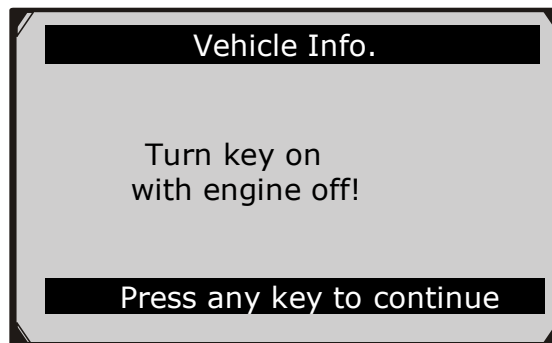 Vehicle Info.
Turn key on
with engine off!
Press any key to continue